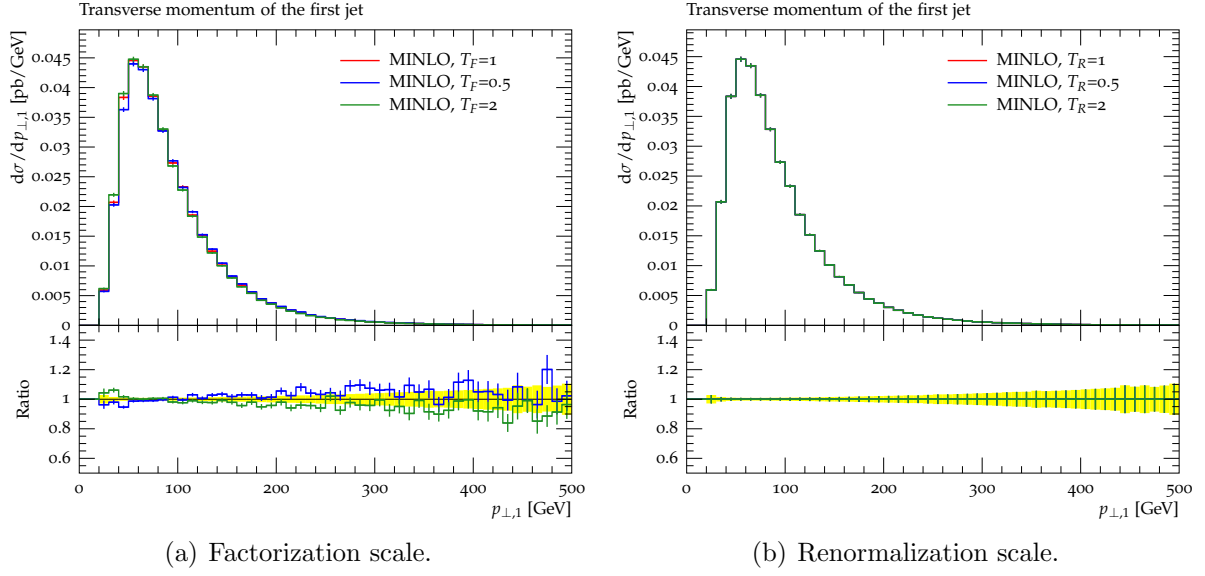 Transverse momentum of the first jet
dσ/dp⊥,1 [pb/GeV]
0.045
0.04
0.035
0.03
0.025
0.02
0.015
0.01
0.005
0
MINLO, T_F=1
MINLO, T_F=0.5
MINLO, T_F=2
Ratio
1.4
1.2
1
0.8
0.6
0 100 200 300 400 500
p⊥,1 [GeV]
(a) Factorization scale.
Transverse momentum of the first jet
dσ/dp⊥,1 [pb/GeV]
0.045
0.04
0.035
0.03
0.025
0.02
0.015
0.01
0.005
0
MINLO, T_R=1
MINLO, T_R=0.5
MINLO, T_R=2
Ratio
1.4
1.2
1
0.8
0.6
0 100 200 300 400 500
p⊥,1 [GeV]
(b) Renormalization scale.